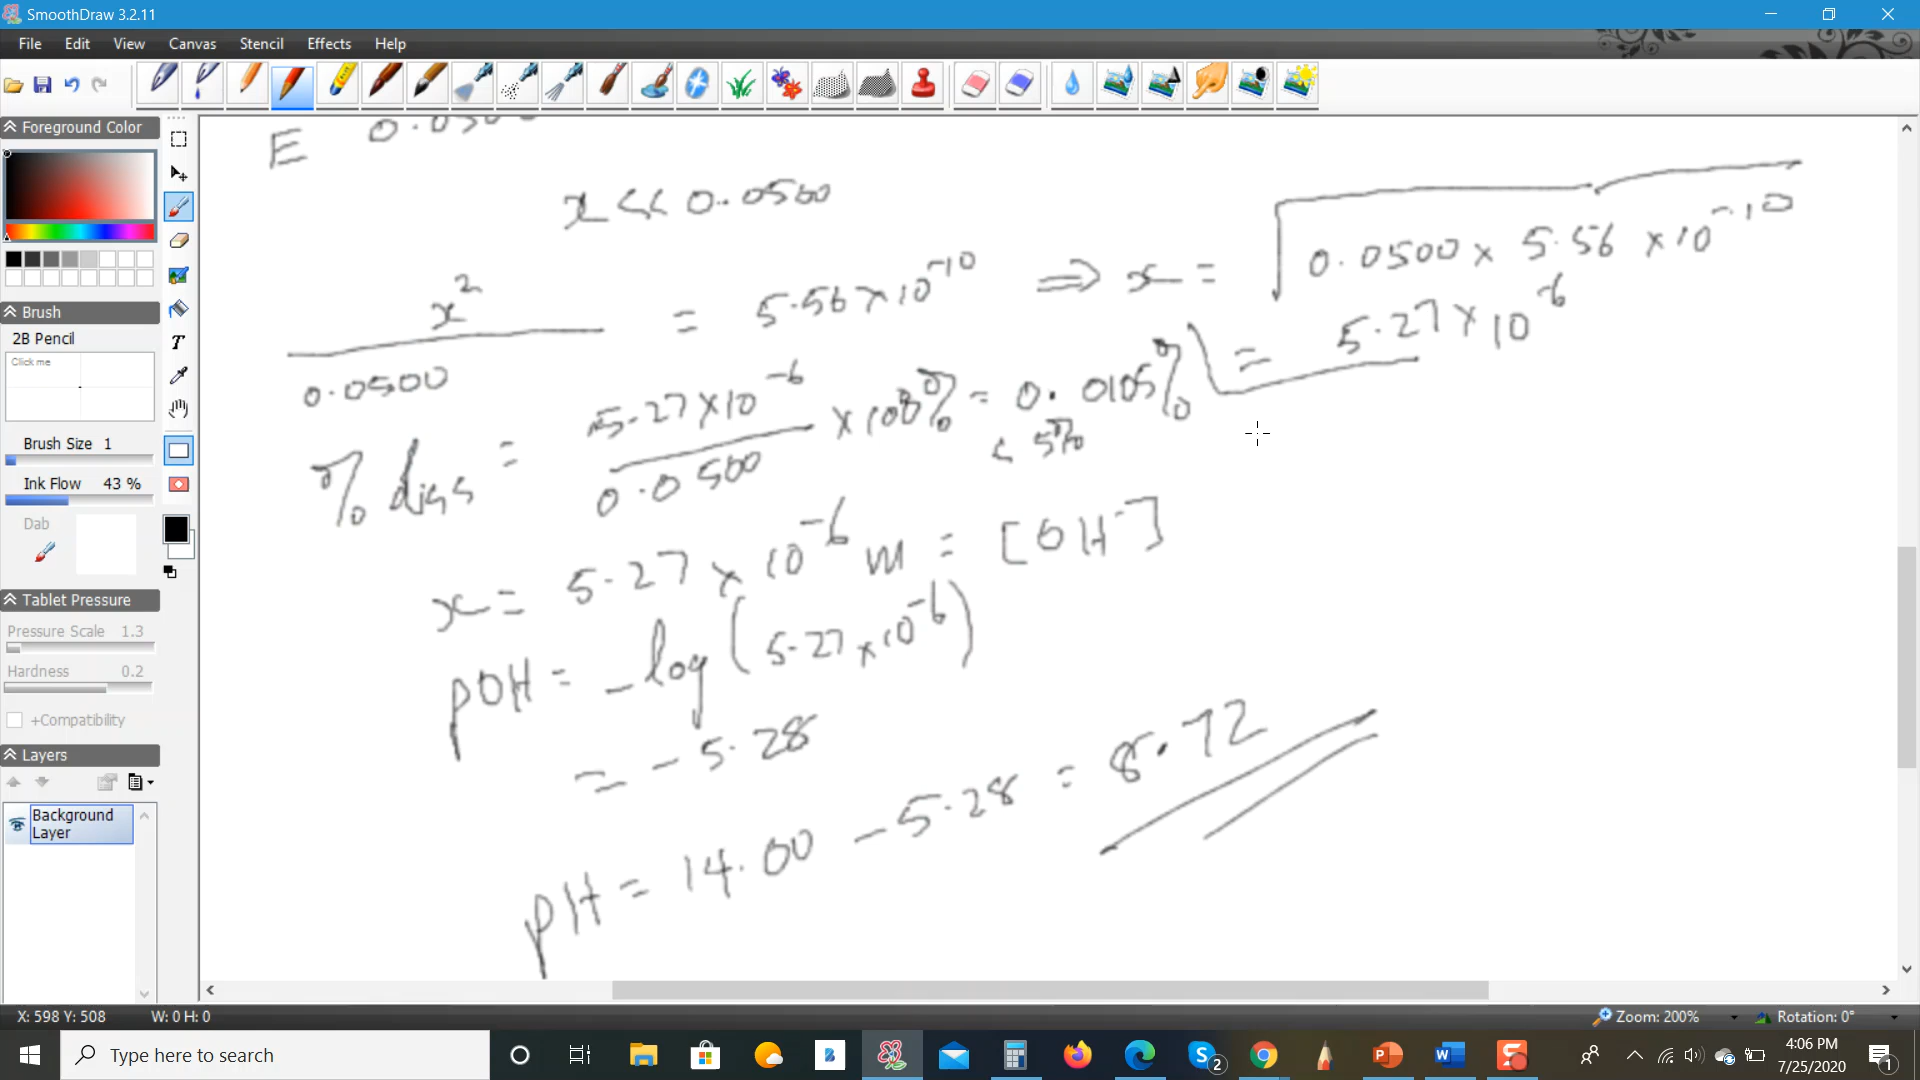 SmoothDraw 3.2.11
File Edit View Canvas Stencil Effects Help
Foreground Color
Brush
2B Pencil
Click me
Brush Size 1
Ink Flow 43 %
Dab
Tablet Pressure
Pressure Scale 1.3
Hardness 0.2
+Compatibility
Layers
Background
Layer
E 0.0500
x << 0.0500
x² / 0.0500 = 5.56 × 10⁻¹⁰ ⟹ x = √(0.0500 × 5.56 × 10⁻¹⁰)
= 5.27 × 10⁻⁶
% diss = 5.27 × 10⁻⁶ / 0.0500 × 100% = 0.0105%
< 5%
x = 5.27 × 10⁻⁶ M = [OH⁻]
pOH = - log (5.27 × 10⁻⁶)
= - 5.28
pH = 14.00 - 5.28 = 8.72
X: 598 Y: 508 W: 0 H: 0 Zoom: 200% Rotation: 0°
Type here to search
B
S 2
P
W
S
4:06 PM
7/25/2020
1